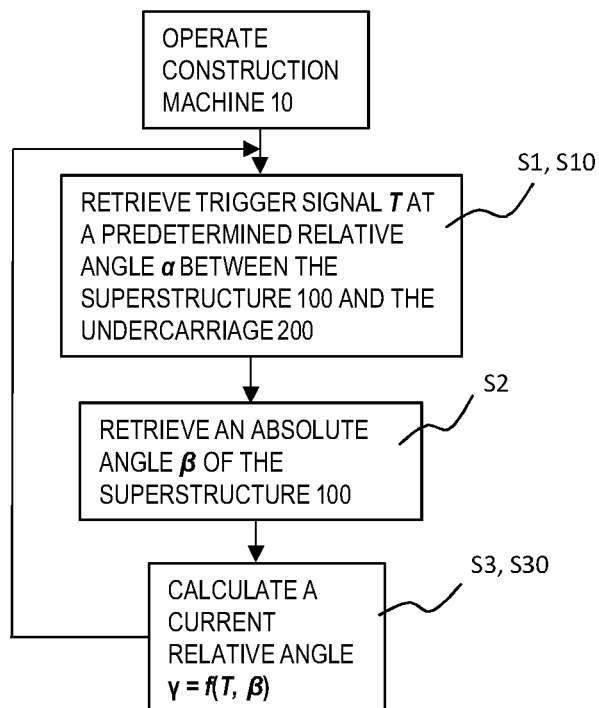 OPERATE
CONSTRUCTION
MACHINE 10
S1, S10
RETRIEVE TRIGGER SIGNAL T AT
A PREDETERMINED RELATIVE
ANGLE α BETWEEN THE
SUPERSTRUCTURE 100 AND THE
UNDERCARRIAGE 200
S2
RETRIEVE AN ABSOLUTE
ANGLE β OF THE
SUPERSTRUCTURE 100
S3, S30
CALCULATE A
CURRENT
RELATIVE ANGLE
γ = f(T, β)